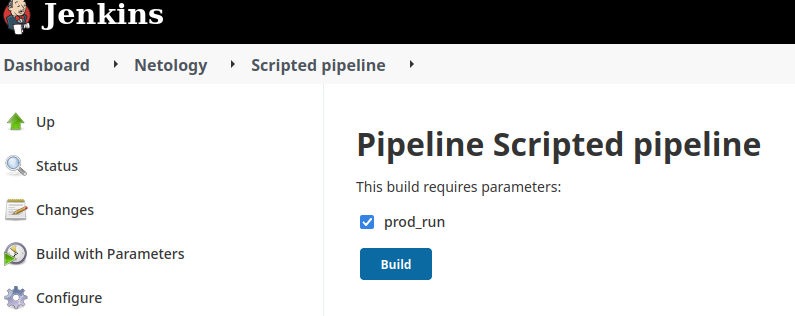 Jenkins
Dashboard Netology Scripted pipeline
Up
Status
Changes
Build with Parameters
Configure
Pipeline Scripted pipeline
This build requires parameters:
prod_run
Build